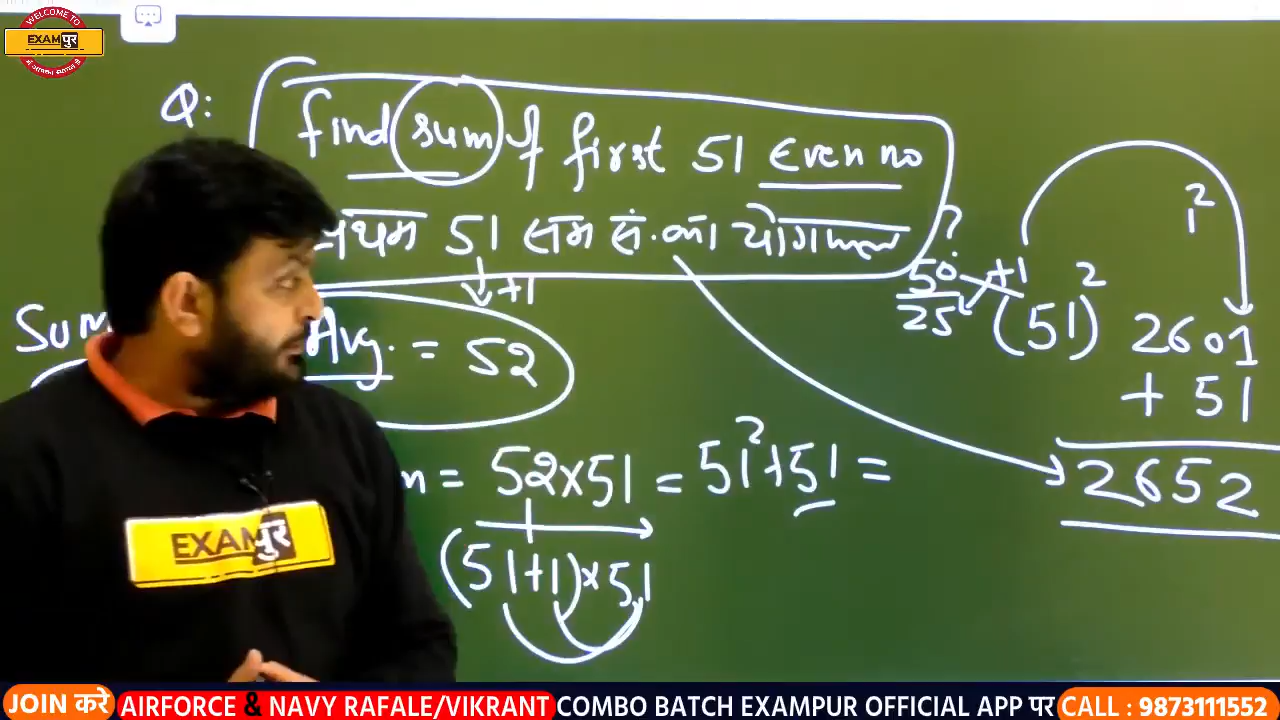 WELCOME TO
EXAMपुर
Q:
find sum of first 51 Even no
प्रथम 51 सम सं. का योगफल ?
+1
Sum
Avg. = 52
50 +1
25
(51)²
1²
2601
+ 51
2652
= 52×51 = 51²+51 =
(51+1)×51
EXAMपुर
JOIN करे AIRFORCE & NAVY RAFALE/VIKRANT COMBO BATCH EXAMPUR OFFICIAL APP पर CALL : 9873111552